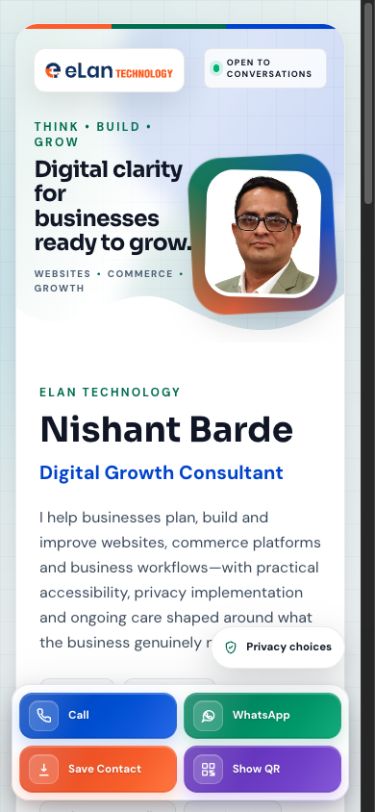 eLan TECHNOLOGY
OPEN TO
CONVERSATIONS
THINK • BUILD •
GROW
Digital clarity
for
businesses
ready to grow.
WEBSITES • COMMERCE •
GROWTH
ELAN TECHNOLOGY
Nishant Barde
Digital Growth Consultant
I help businesses plan, build and
improve websites, commerce platforms
and business workflows—with practical
accessibility, privacy implementation
and ongoing care shaped around what
the business genuinely
Privacy choices
Call
WhatsApp
Save Contact
Show QR